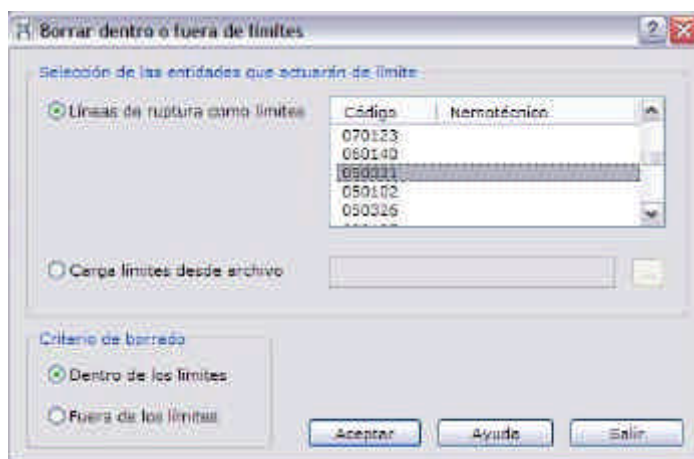 Borrar dentro o fuera de límites
Selección de las entidades que actuarán de límite
Líneas de ruptura como límites
Código Nemotécnico
070123
060140
050102
050326
Carga límites desde archivo
Criterio de borrado
Dentro de los límites
Fuera de los límites
Aceptar Ayuda Salir